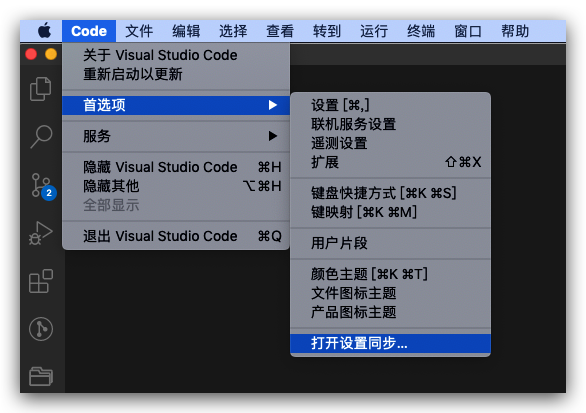 Code 文件 编辑 选择 查看 转到 运行 终端 窗口 帮助
关于 Visual Studio Code
重新启动以更新
首选项
服务
隐藏 Visual Studio Code ⌘H
隐藏其他 ⌥⌘H
全部显示
退出 Visual Studio Code ⌘Q
设置 [⌘,]
联机服务设置
遥测设置
扩展 ⇧⌘X
键盘快捷方式 [⌘K ⌘S]
键映射 [⌘K ⌘M]
用户片段
颜色主题 [⌘K ⌘T]
文件图标主题
产品图标主题
打开设置同步...
2